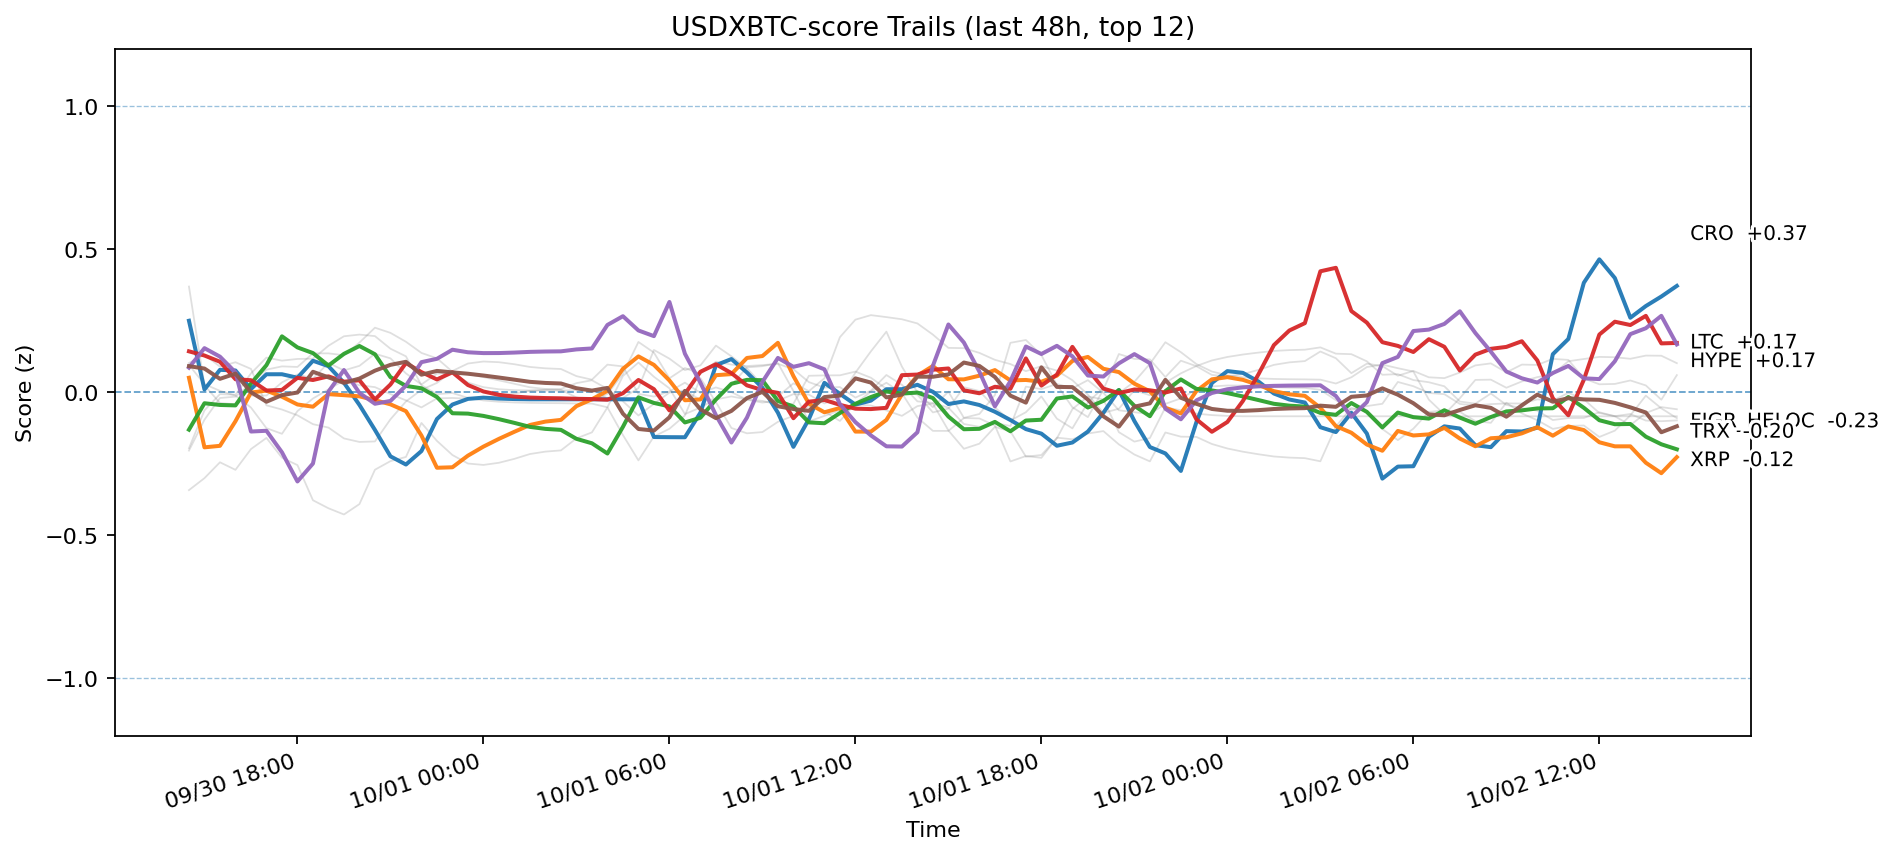 USDXBTC-score Trails (last 48h, top 12)
Score (z)
1.0
0.5
0.0
−0.5
−1.0
CRO +0.37
LTC +0.17
HYPE +0.17
FIGR_HELOC -0.23
TRX -0.20
XRP -0.12
09/30 18:00
10/01 00:00
10/01 06:00
10/01 12:00
10/01 18:00
10/02 00:00
10/02 06:00
10/02 12:00
Time